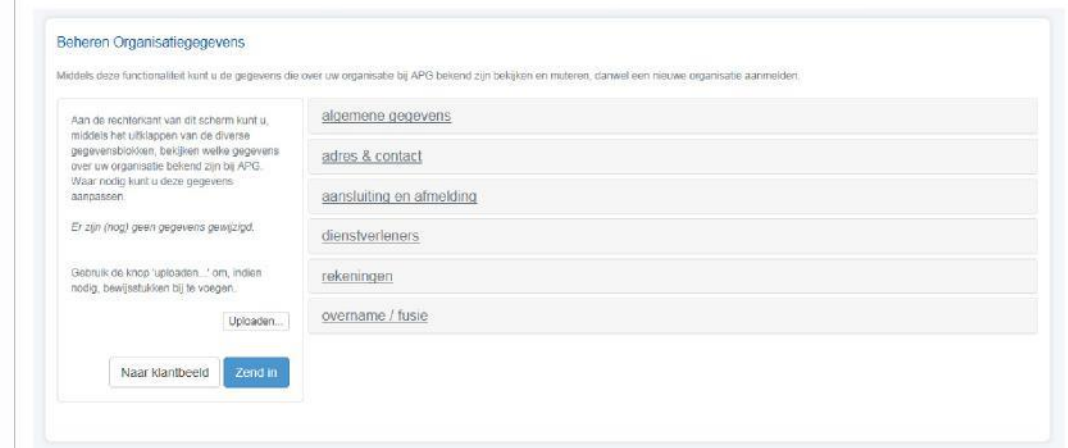 Beheren Organisatiegegevens
Middels deze functionaliteit kunt u de gegevens die over uw organisatie bij APG bekend zijn bekijken en muteren, danwel een nieuwe organisatie aanmelden.
Aan de rechterkant van dit scherm kunt u,
middels het uitklappen van de diverse
gegevensblokken, bekijken welke gegevens
over uw organisatie bekend zijn bij APG.
Waar nodig kunt u deze gegevens
aanpassen.
Er zijn (nog) geen gegevens gewijzigd.
Gebruik de knop 'uploaden...' om, indien
nodig, bewijsstukken bij te voegen.
Uploaden...
Naar klantbeeld
Zend in
algemene gegevens
adres & contact
aansluiting en afmelding
dienstverleners
rekeningen
overname / fusie